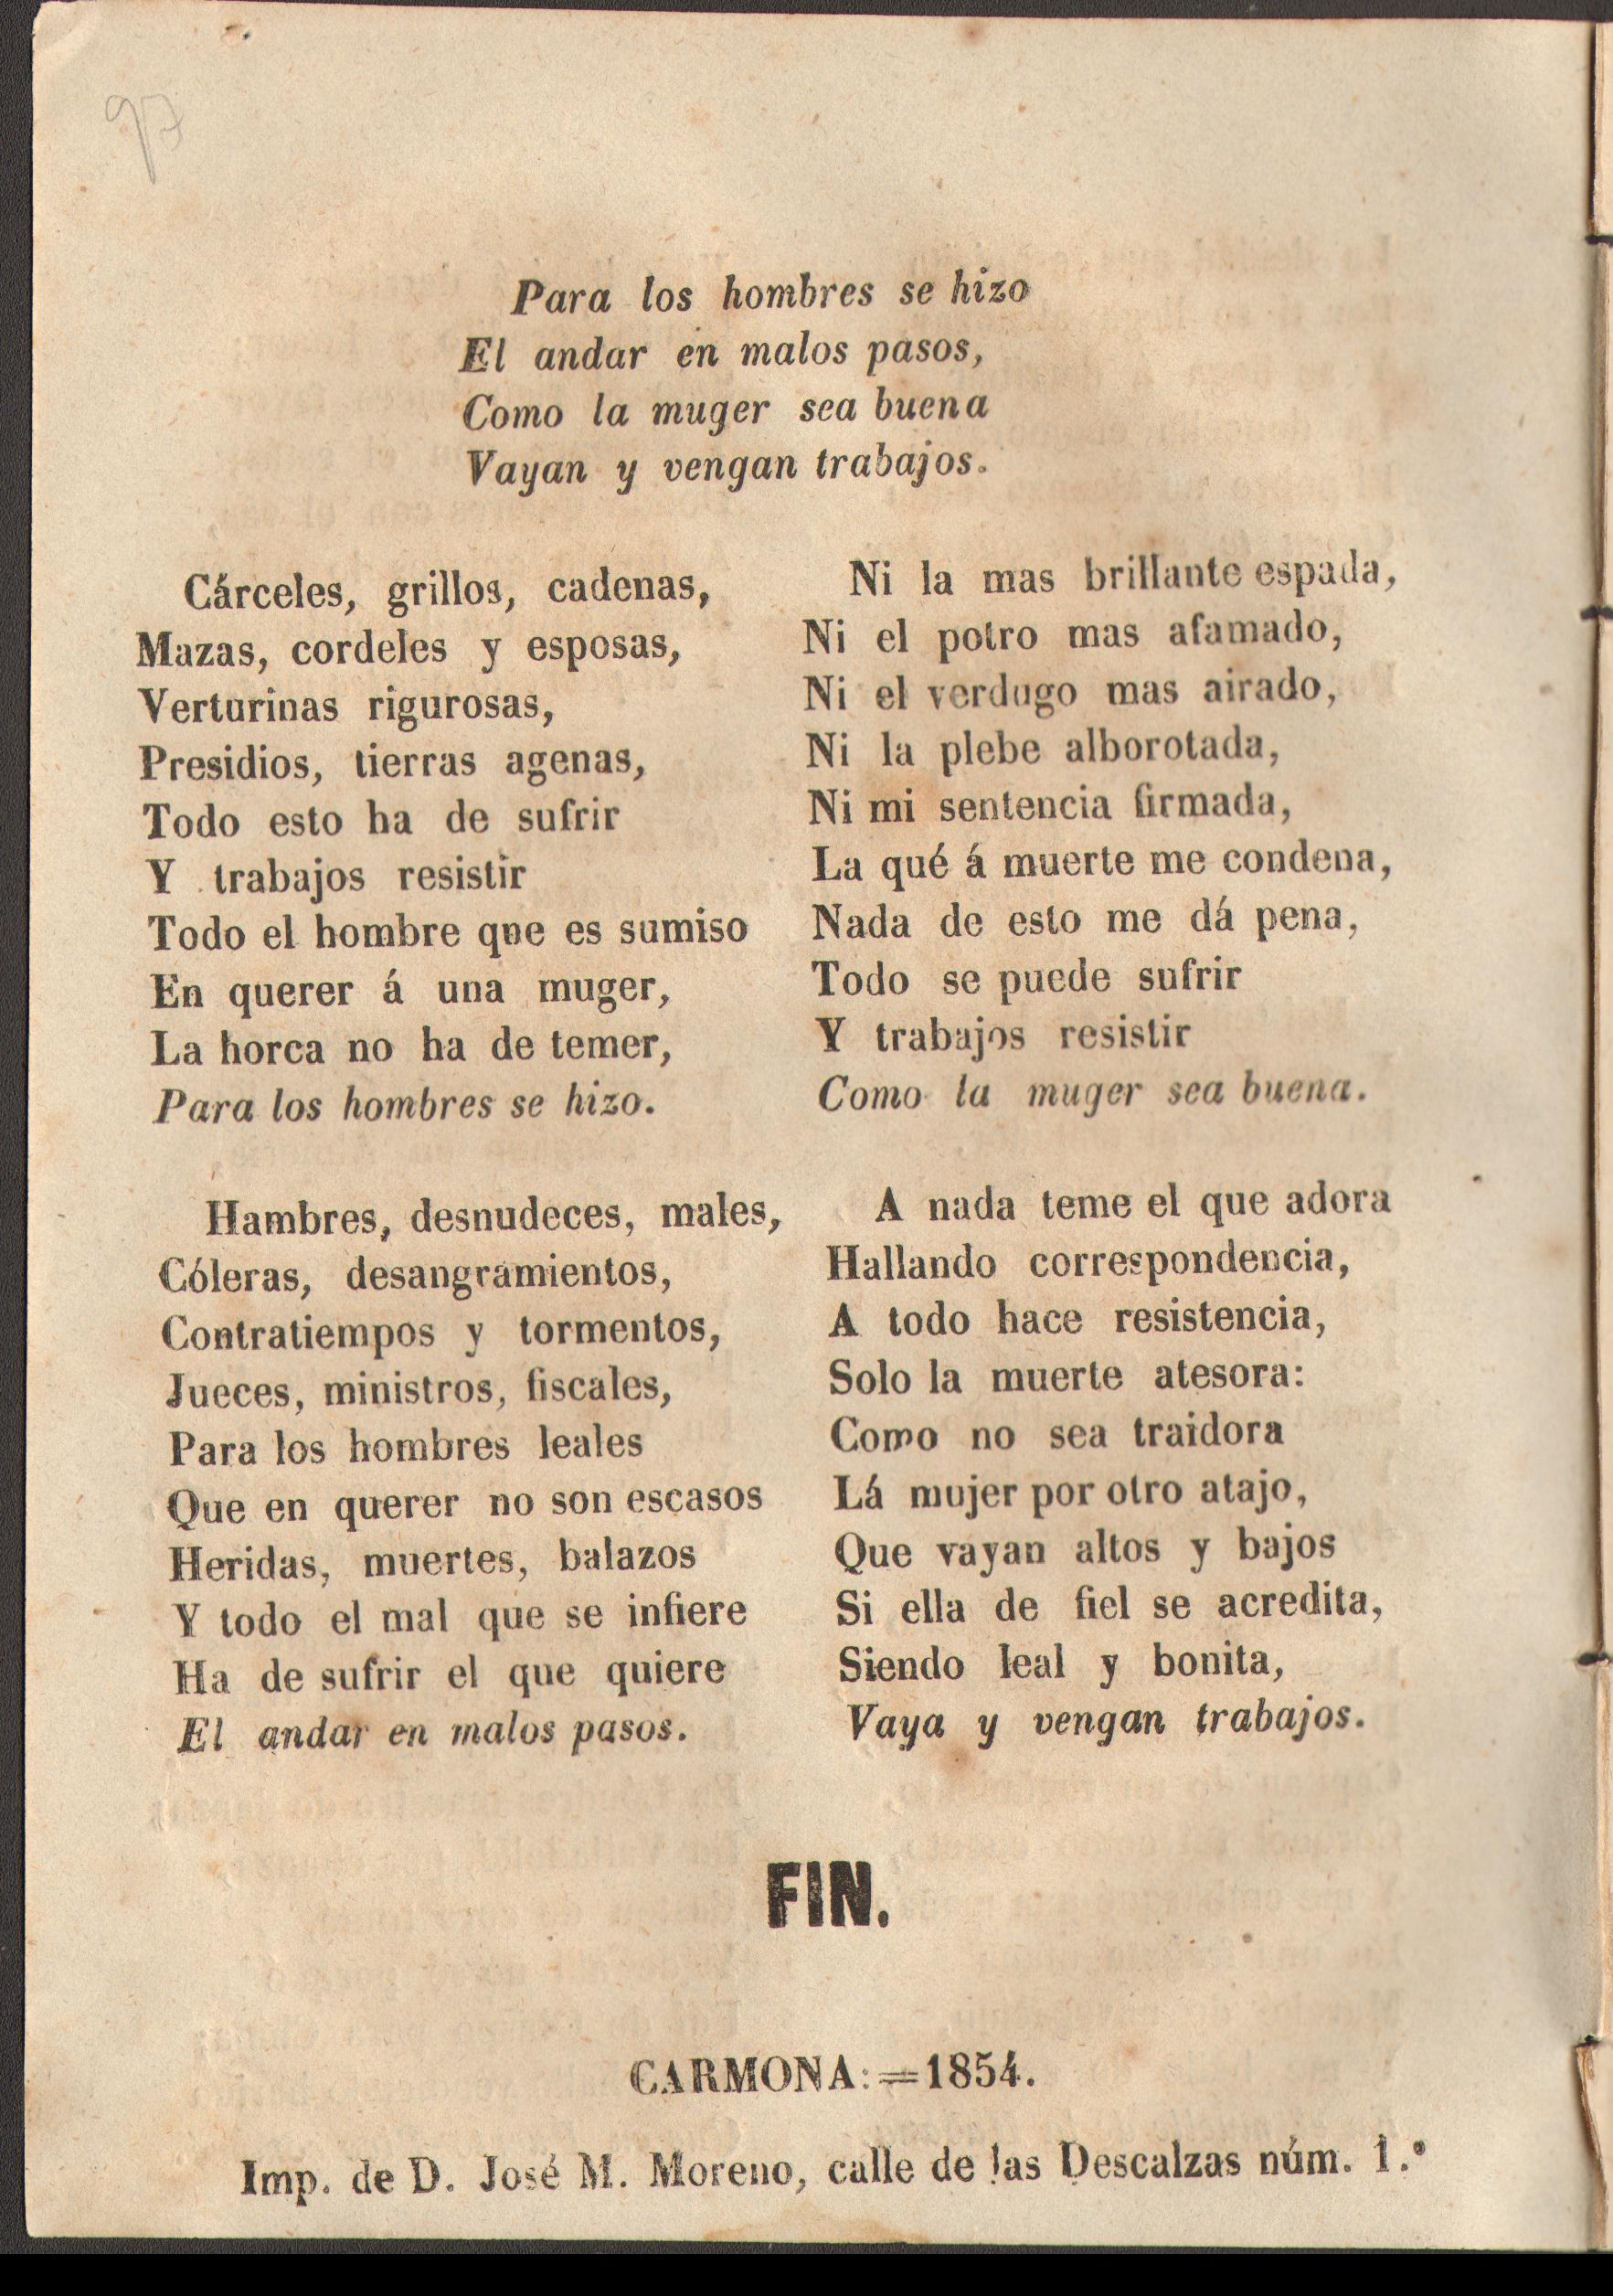 97
Para los hombres se hizo
El andar en malos pasos,
Como la muger sea buena
Vayan y vengan trabajos.
Cárceles, grillos, cadenas,
Mazas, cordeles y esposas,
Verturinas rigurosas,
Presidios, tierras agenas,
Todo esto ha de sufrir
Y trabajos resistir
Todo el hombre que es sumiso
En querer á una muger,
La horca no ha de temer,
Para los hombres se hizo.
Hambres, desnudeces, males,
Cóleras, desangramientos,
Contratiempos y tormentos,
Jueces, ministros, fiscales,
Para los hombres leales
Que en querer no son escasos
Heridas, muertes, balazos
Y todo el mal que se infiere
Ha de sufrir el que quiere
El andar en malos pasos.
Ni la mas brillante espada,
Ni el potro mas afamado,
Ni el verdugo mas airado,
Ni la plebe alborotada,
Ni mi sentencia firmada,
La qué á muerte me condena,
Nada de esto me dá pena,
Todo se puede sufrir
Y trabajos resistir
Como la muger sea buena.
A nada teme el que adora
Hallando correspondencia,
A todo hace resistencia,
Solo la muerte atesora:
Como no sea traidora
Lá mujer por otro atajo,
Que vayan altos y bajos
Si ella de fiel se acredita,
Siendo leal y bonita,
Vaya y vengan trabajos.
FIN.
CARMONA:=1854.
Imp. de D. José M. Moreno, calle de las Descalzas núm. 1.º